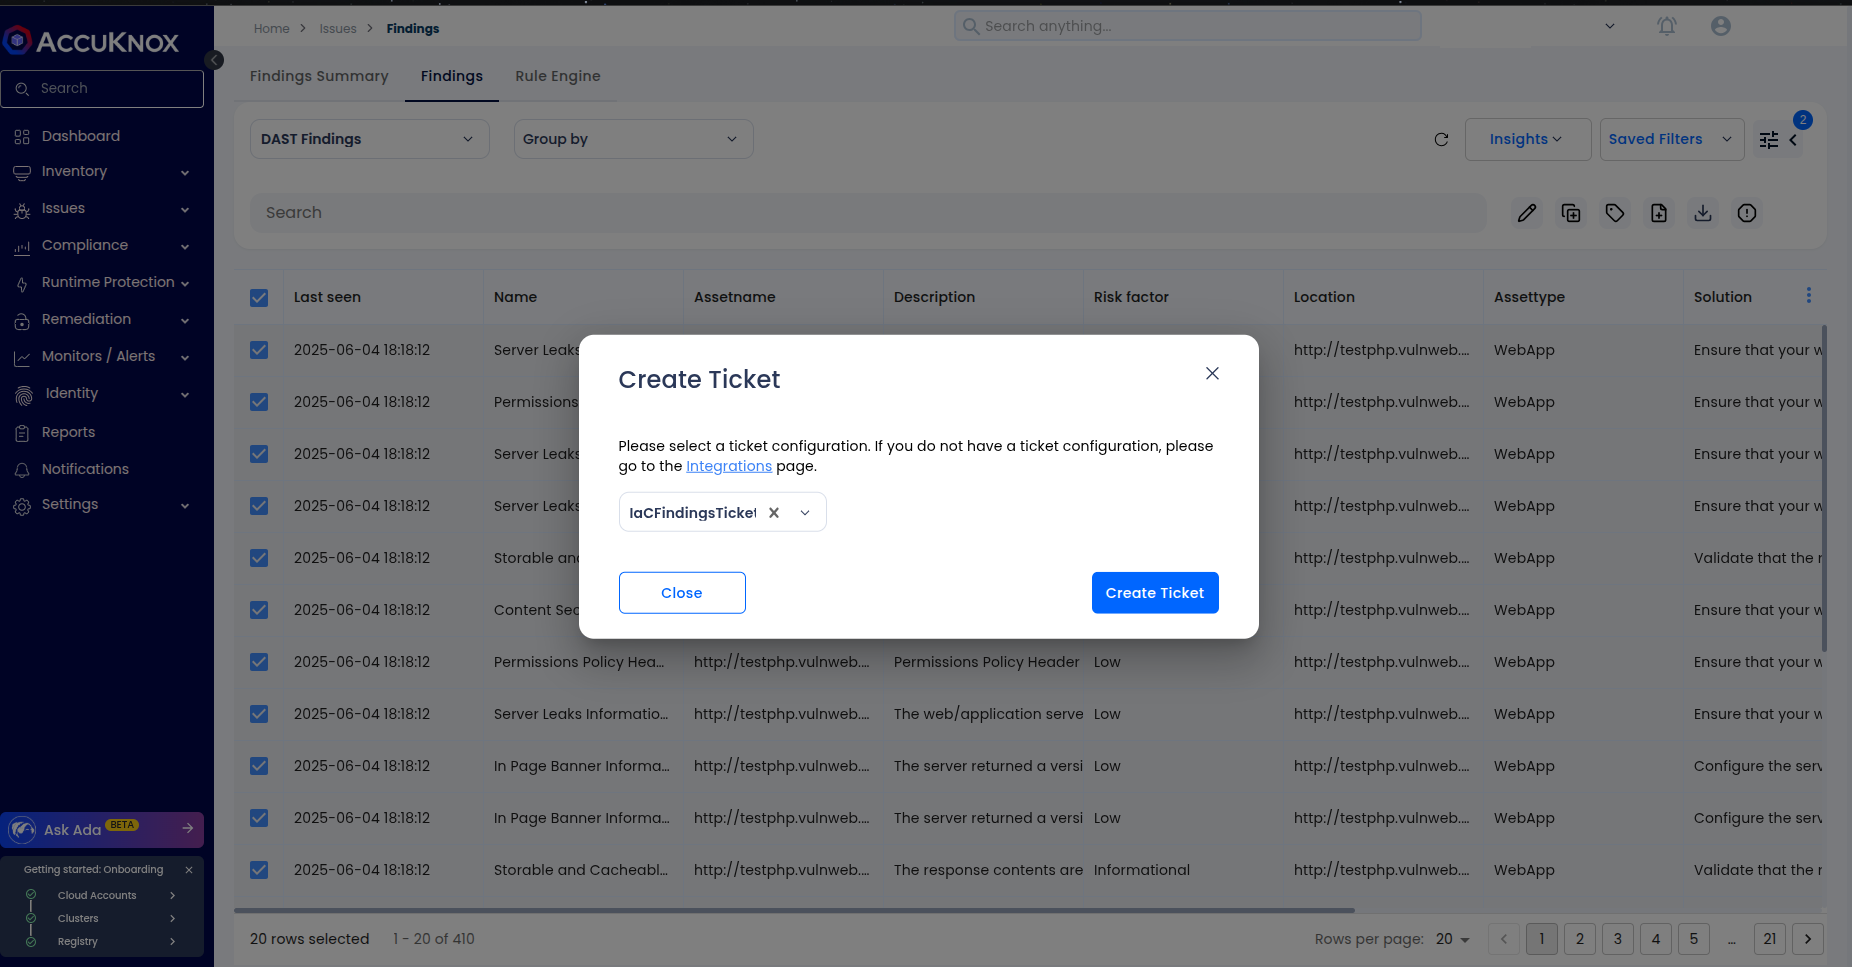 ACCUKNOX
Search
Dashboard
Inventory
Issues
Compliance
Runtime Protection
Remediation
Monitors / Alerts
Identity
Reports
Notifications
Settings
Ask Ada BETA
Getting started: Onboarding
Cloud Accounts
Clusters
Registry
Home > Issues > Findings
Search anything...
Findings Summary Findings Rule Engine
DAST Findings Group by Insights Saved Filters 2
Search
Last seen Name Assetname Description Risk factor Location Assettype Solution
2025-06-04 18:18:12 Server Leaks http://testphp.vulnweb.... WebApp Ensure that your w
2025-06-04 18:18:12 Permissions http://testphp.vulnweb.... WebApp Ensure that your w
2025-06-04 18:18:12 Server Leaks http://testphp.vulnweb.... WebApp Ensure that your w
2025-06-04 18:18:12 Server Leaks http://testphp.vulnweb.... WebApp Ensure that your w
2025-06-04 18:18:12 Storable and http://testphp.vulnweb.... WebApp Validate that the r
2025-06-04 18:18:12 Content Sec http://testphp.vulnweb.... WebApp Ensure that your w
2025-06-04 18:18:12 Permissions Policy Hea... http://testphp.vulnweb.... Permissions Policy Header Low http://testphp.vulnweb.... WebApp Ensure that your w
2025-06-04 18:18:12 Server Leaks Informatio... http://testphp.vulnweb.... The web/application serve Low http://testphp.vulnweb.... WebApp Ensure that your w
2025-06-04 18:18:12 In Page Banner Informa... http://testphp.vulnweb.... The server returned a versi Low http://testphp.vulnweb.... WebApp Configure the serv
2025-06-04 18:18:12 In Page Banner Informa... http://testphp.vulnweb.... The server returned a versi Low http://testphp.vulnweb.... WebApp Configure the serv
2025-06-04 18:18:12 Storable and Cacheabl... http://testphp.vulnweb.... The response contents are Informational http://testphp.vulnweb.... WebApp Validate that the r
Create Ticket
Please select a ticket configuration. If you do not have a ticket configuration, please
go to the Integrations page.
IaCFindingsTicket
Close Create Ticket
20 rows selected 1 - 20 of 410 Rows per page: 20 < 1 2 3 4 5 ... 21 >